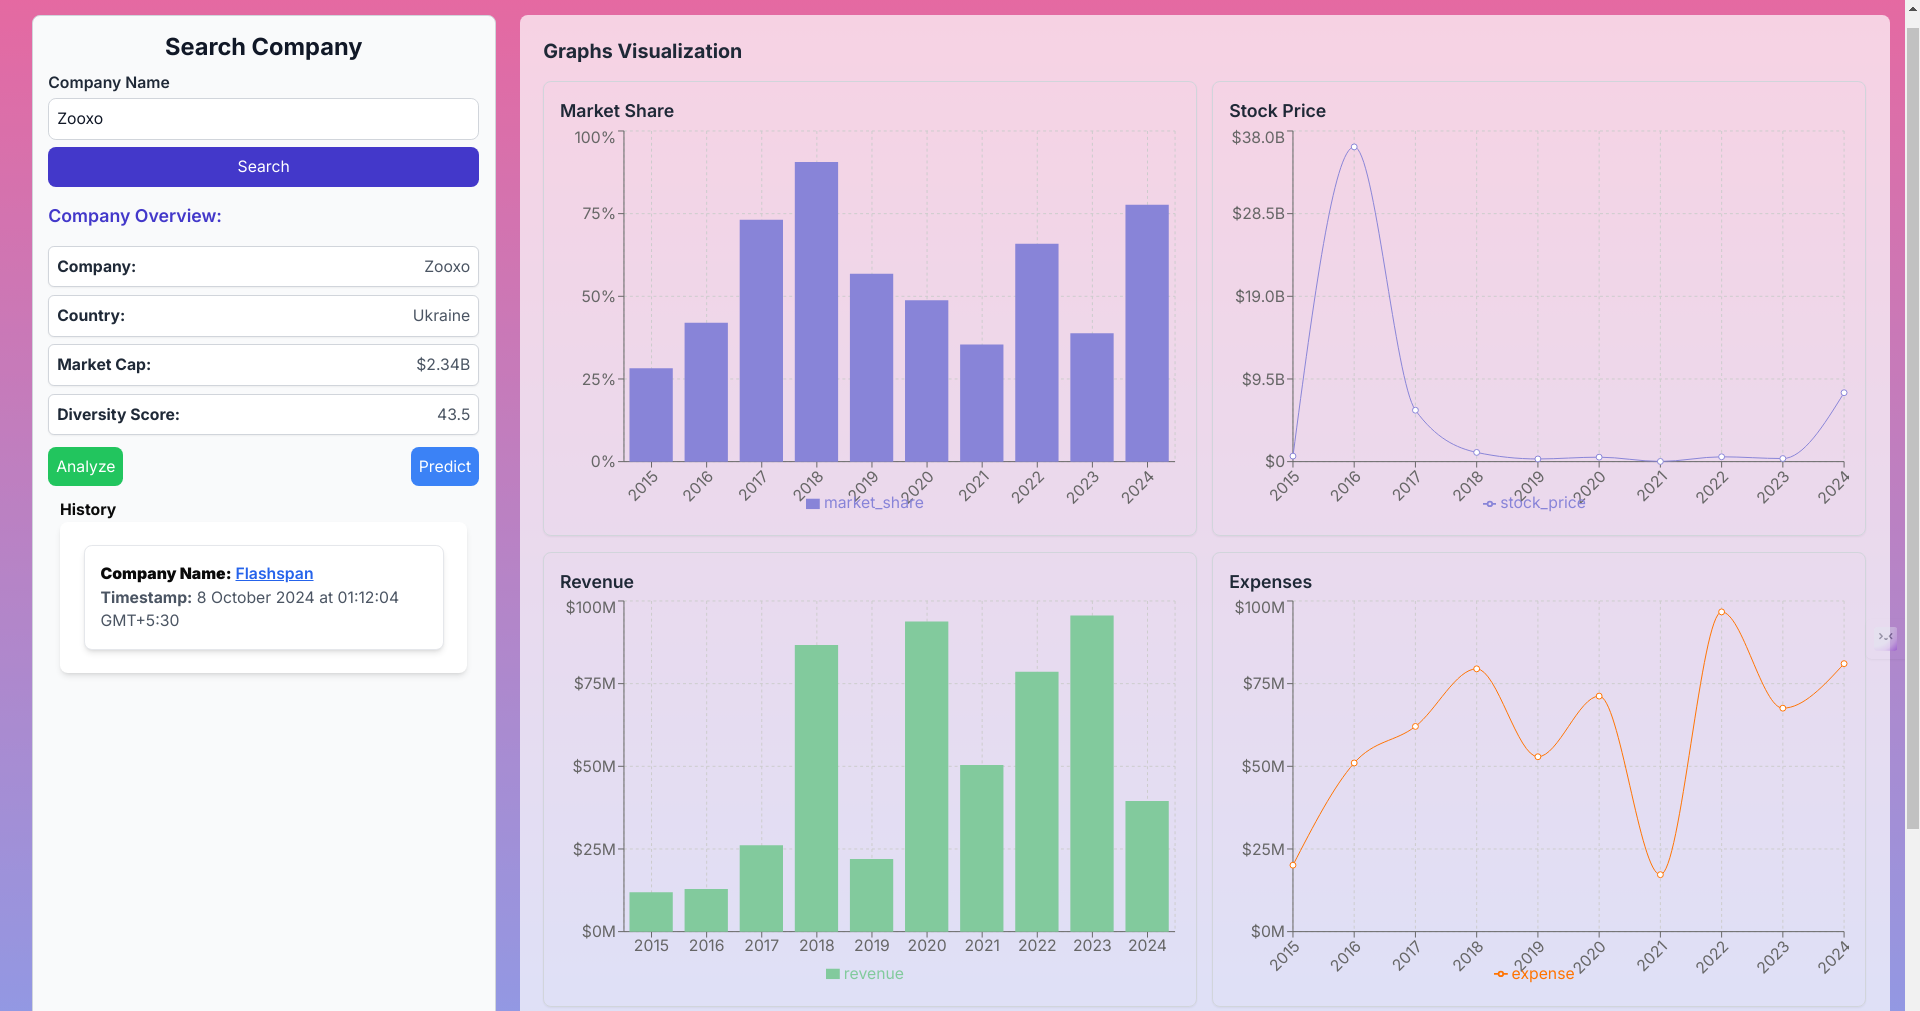 Search Company
Company Name
Zooxo
Search
Company Overview:
Company: Zooxo
Country: Ukraine
Market Cap: $2.34B
Diversity Score: 43.5
Analyze Predict
History
Company Name: Flashspan
Timestamp: 8 October 2024 at 01:12:04
GMT+5:30
Graphs Visualization
Market Share
100%
75%
50%
25%
0%
2015 2016 2017 2018 2019 2020 2021 2022 2023 2024
market_share
Stock Price
$38.0B
$28.5B
$19.0B
$9.5B
$0
2015 2016 2017 2018 2019 2020 2021 2022 2023 2024
stock_price
Revenue
$100M
$75M
$50M
$25M
$0M
2015 2016 2017 2018 2019 2020 2021 2022 2023 2024
revenue
Expenses
$100M
$75M
$50M
$25M
$0M
2015 2016 2017 2018 2019 2020 2021 2022 2023 2024
expense